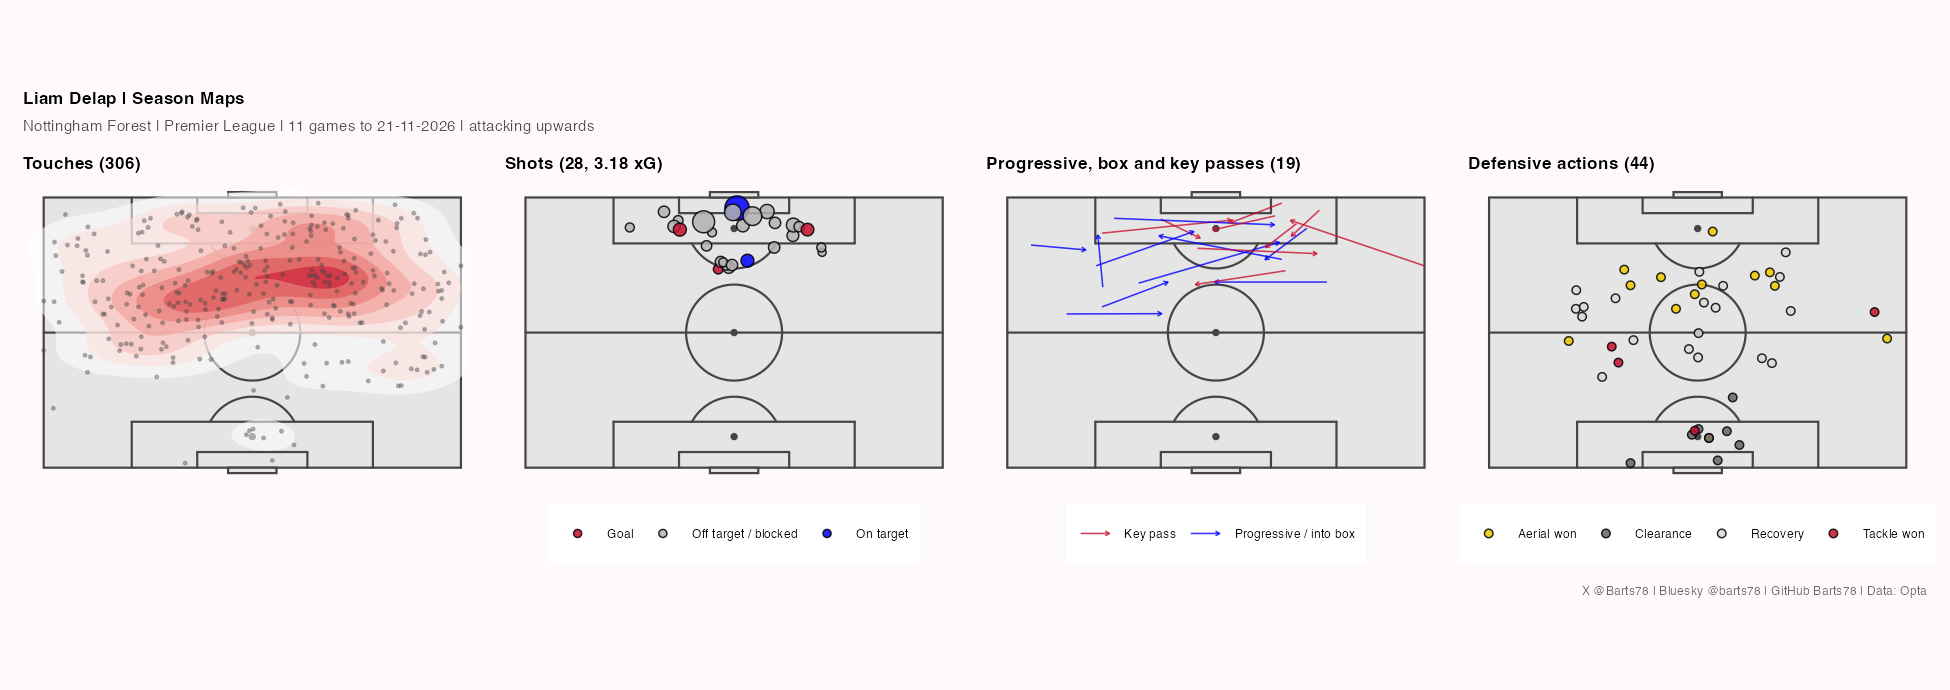 Liam Delap | Season Maps
Nottingham Forest | Premier League | 11 games to 21-11-2026 | attacking upwards
Touches (306)
Shots (28, 3.18 xG)
Progressive, box and key passes (19)
Defensive actions (44)
Goal
Off target / blocked
On target
Key pass
Progressive / into box
Aerial won
Clearance
Recovery
Tackle won
X @Barts78 | Bluesky @barts78 | GitHub Barts78 | Data: Opta